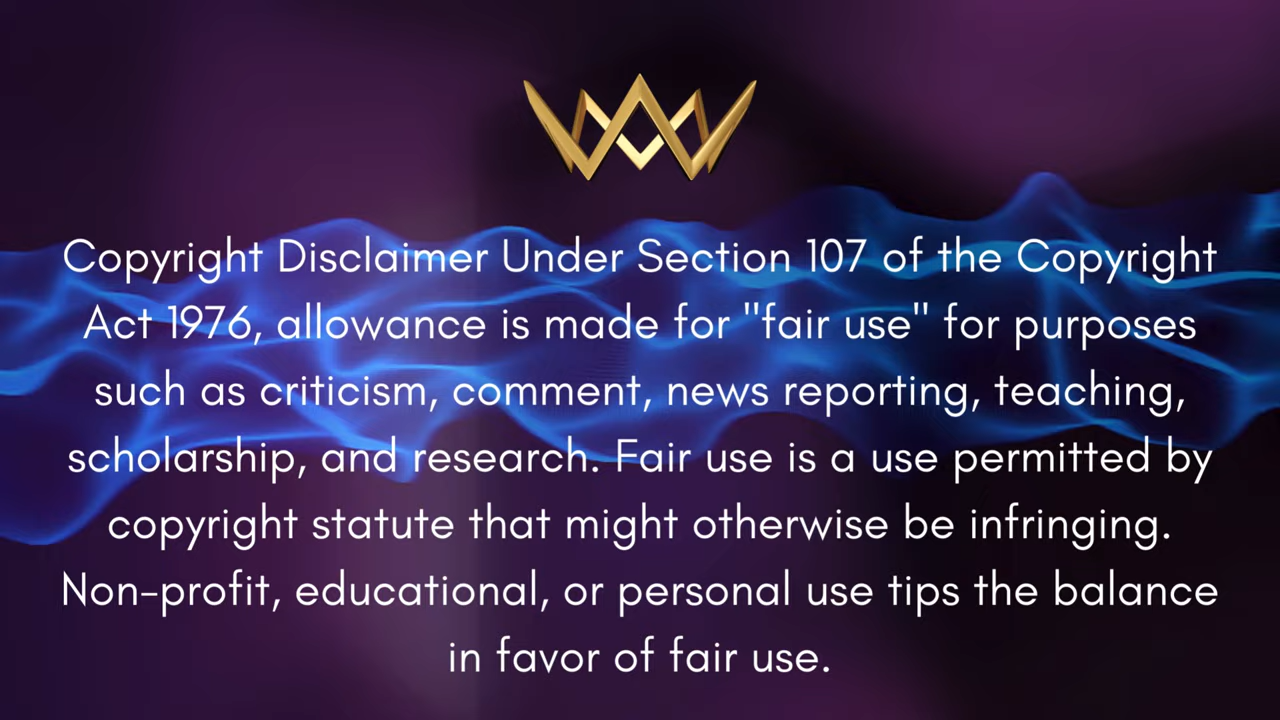 Copyright Disclaimer Under Section 107 of the Copyright
Act 1976, allowance is made for "fair use" for purposes
such as criticism, comment, news reporting, teaching,
scholarship, and research. Fair use is a use permitted by
copyright statute that might otherwise be infringing.
Non-profit, educational, or personal use tips the balance
in favor of fair use.